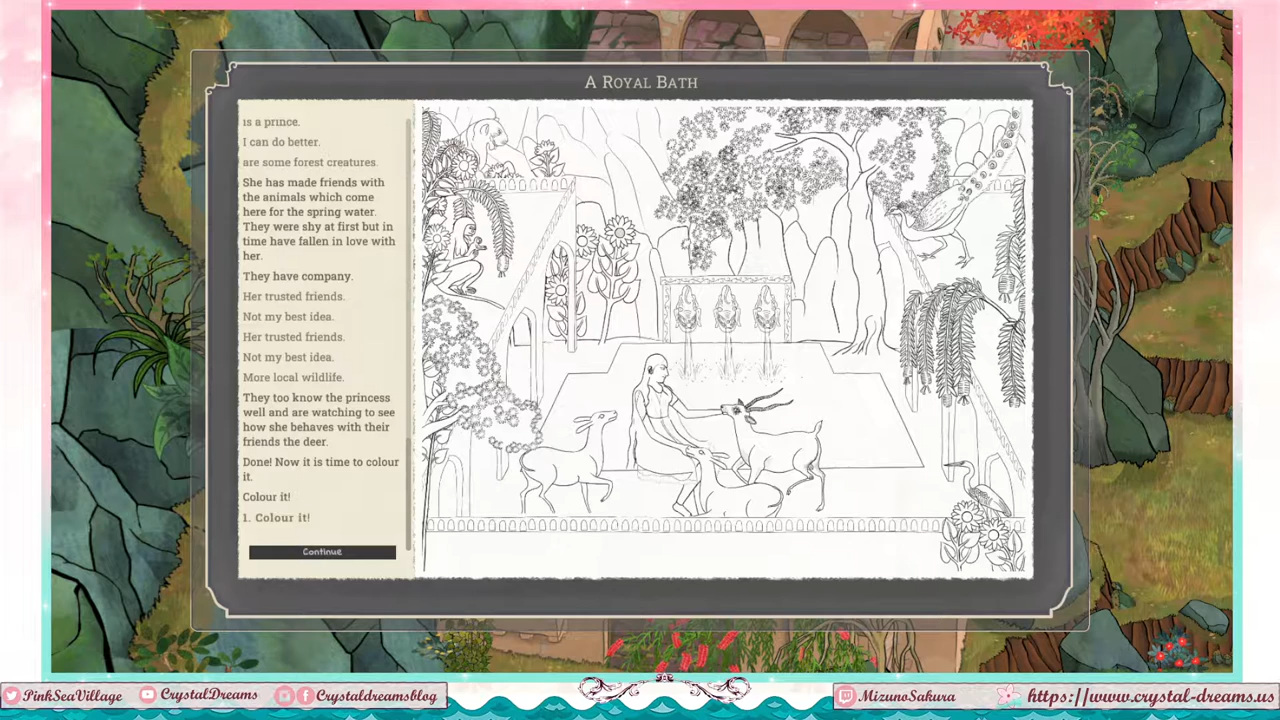 A Royal Bath
is a prince.
I can do better.
are some forest creatures.
She has made friends with
the animals which come
here for the spring water.
They were shy at first but in
time have fallen in love with
her.
They have company.
Her trusted friends.
Not my best idea.
Her trusted friends.
Not my best idea.
More local wildlife.
They too know the princess
well and are watching to see
how she behaves with their
friends the deer.
Done! Now it is time to colour
it.
Colour it!
1. Colour it!
Continue
PinkSeaVillage
CrystalDreams
Crystaldreamsblog
MizunoSakura
https://www.crystal-dreams.us